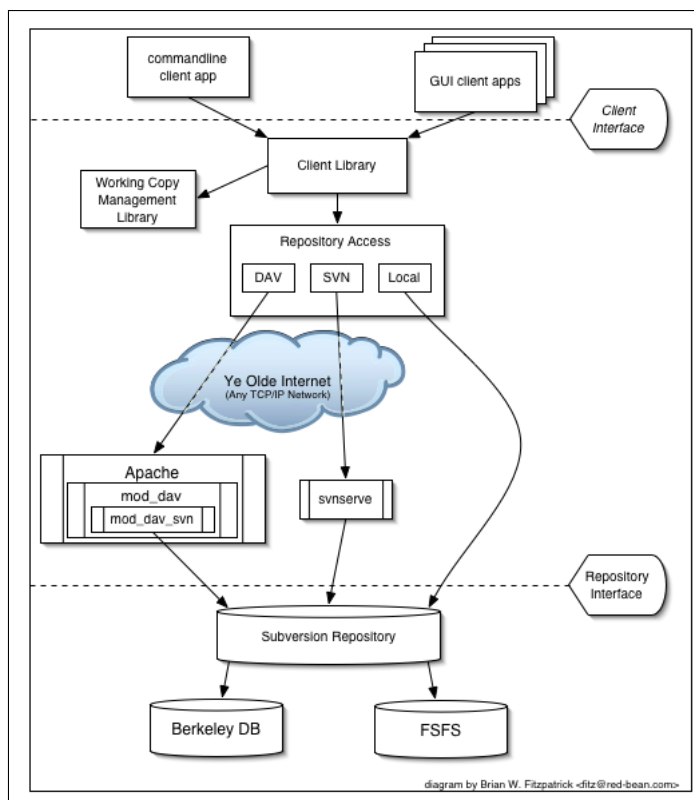 commandline
client app
GUI client apps
Client
Interface
Client Library
Working Copy
Management
Library
Repository Access
DAV
SVN
Local
Ye Olde Internet
(Any TCP/IP Network)
Apache
mod_dav
mod_dav_svn
svnserve
Repository
Interface
Subversion Repository
Berkeley DB
FSFS
diagram by Brian W. Fitzpatrick <fitz@red-bean.com>